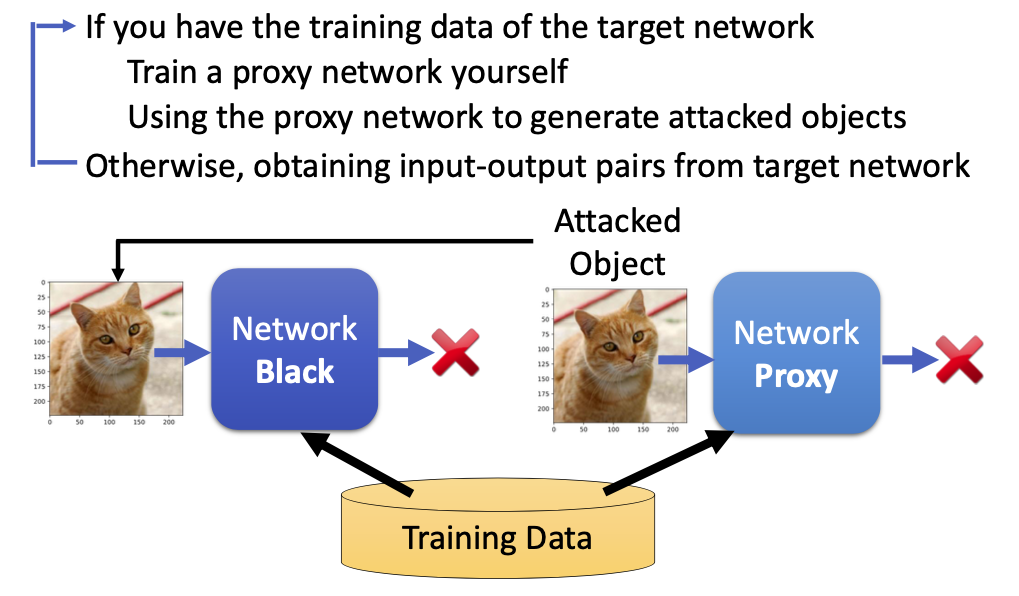 If you have the training data of the target network
Train a proxy network yourself
Using the proxy network to generate attacked objects
Otherwise, obtaining input-output pairs from target network
Attacked
Object
0
25
50
75
100
125
150
175
200
0 50 100 150 200
Network
Black
0
25
50
75
100
125
150
175
200
0 50 100 150 200
Network
Proxy
Training Data